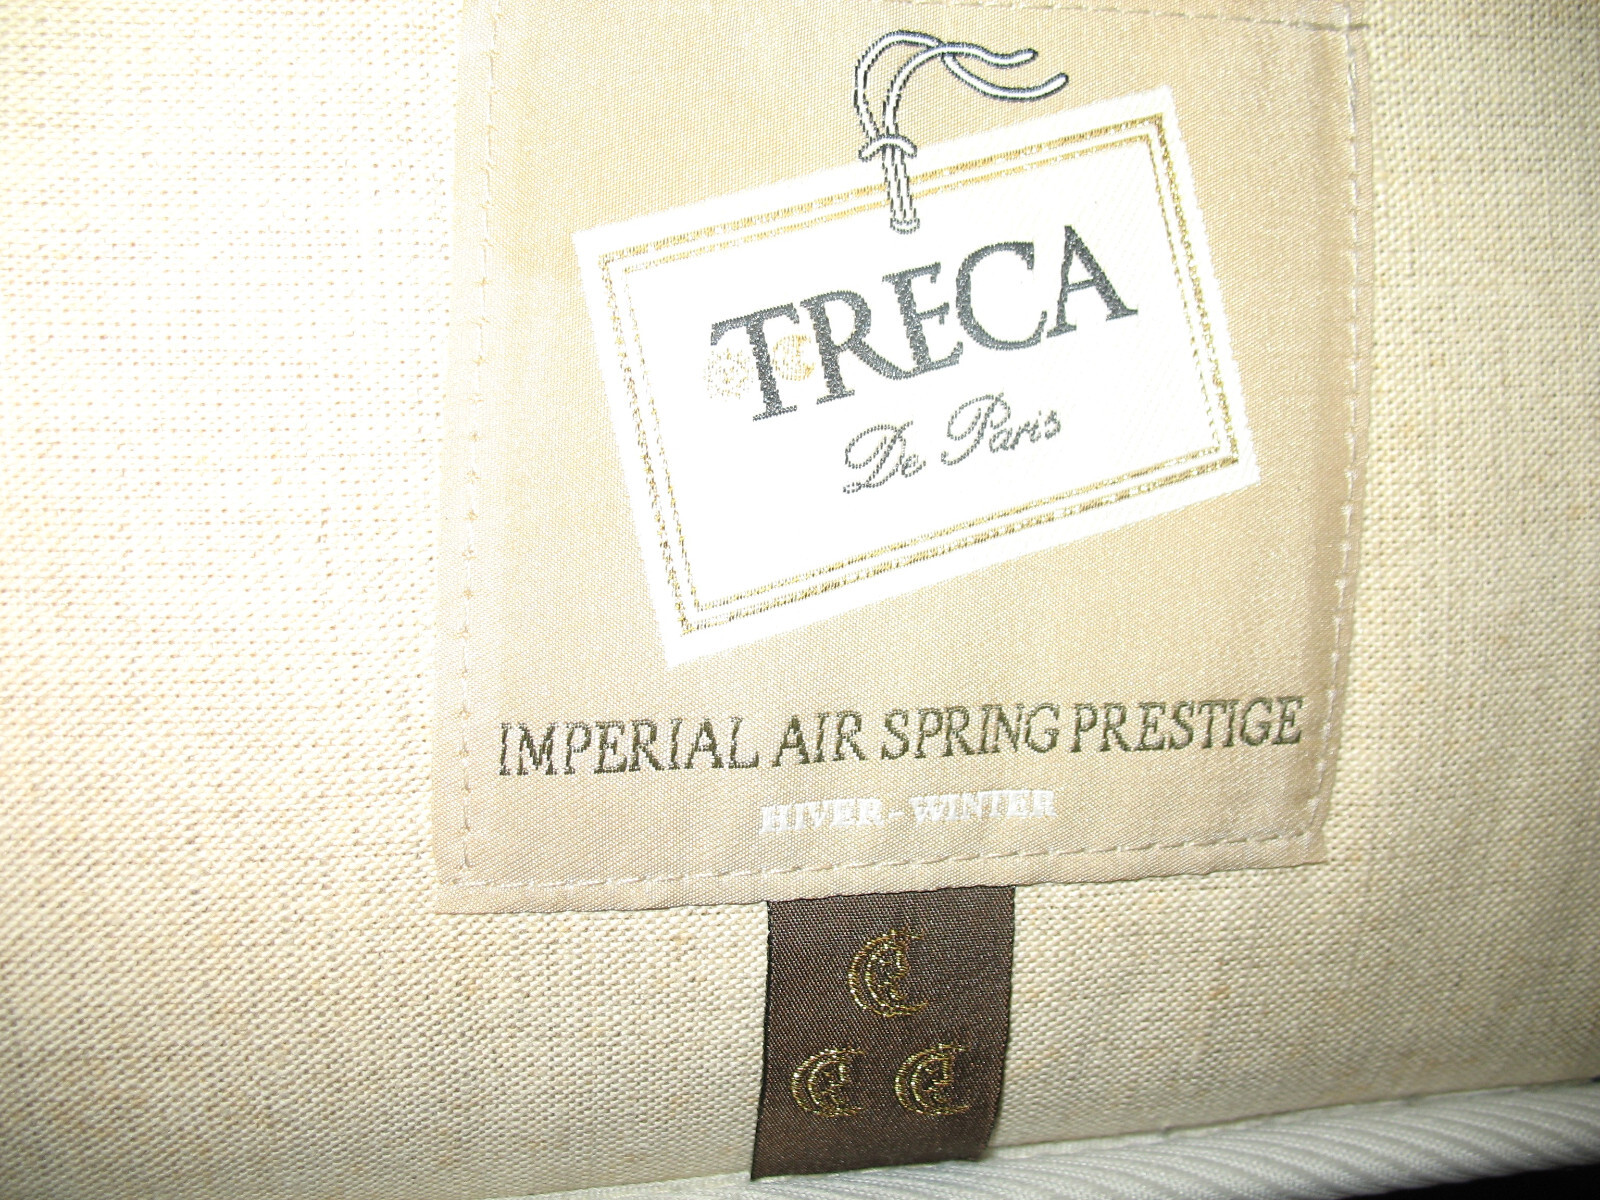 TRECA
De Paris
IMPERIAL AIR SPRING PRESTIGE
HIVER - WINTER